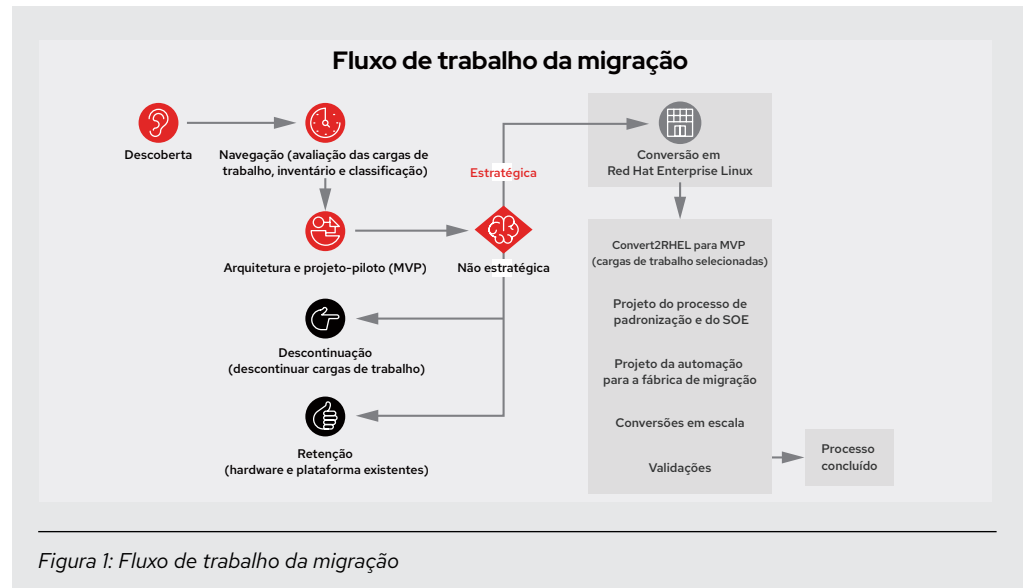 Fluxo de trabalho da migração
Descoberta
Navegação (avaliação das cargas de
trabalho, inventário e classificação)
Estratégica
Conversão em
Red Hat Enterprise Linux
Arquitetura e projeto-piloto (MVP)
Não estratégica
Descontinuação
(descontinuar cargas de trabalho)
Retenção
(hardware e plataforma existentes)
Convert2RHEL para MVP
(cargas de trabalho selecionadas)
Projeto do processo de
padronização e do SOE
Projeto da automação
para a fábrica de migração
Conversões em escala
Validações
Processo
concluído
Figura 1: Fluxo de trabalho da migração